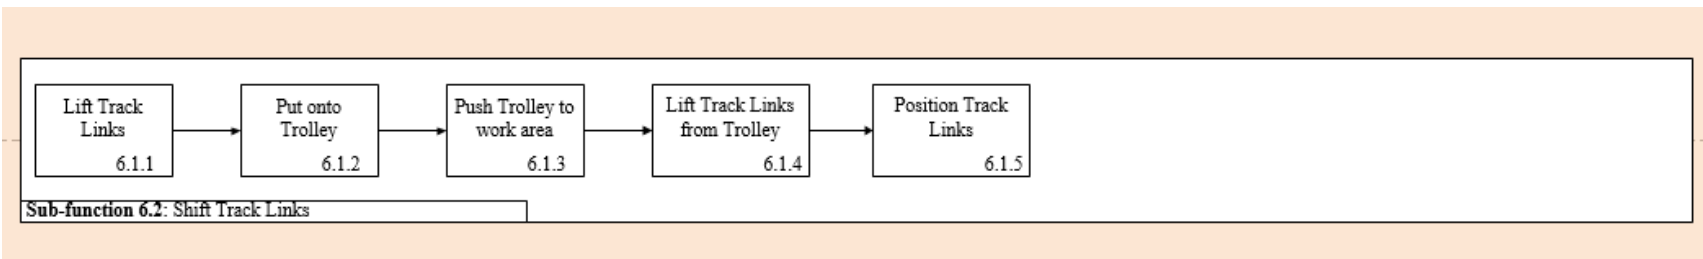 Lift Track
Links
6.1.1
Put onto
Trolley
6.1.2
Push Trolley to
work area
6.1.3
Lift Track Links
from Trolley
6.1.4
Position Track
Links
6.1.5
Sub-function 6.2: Shift Track Links